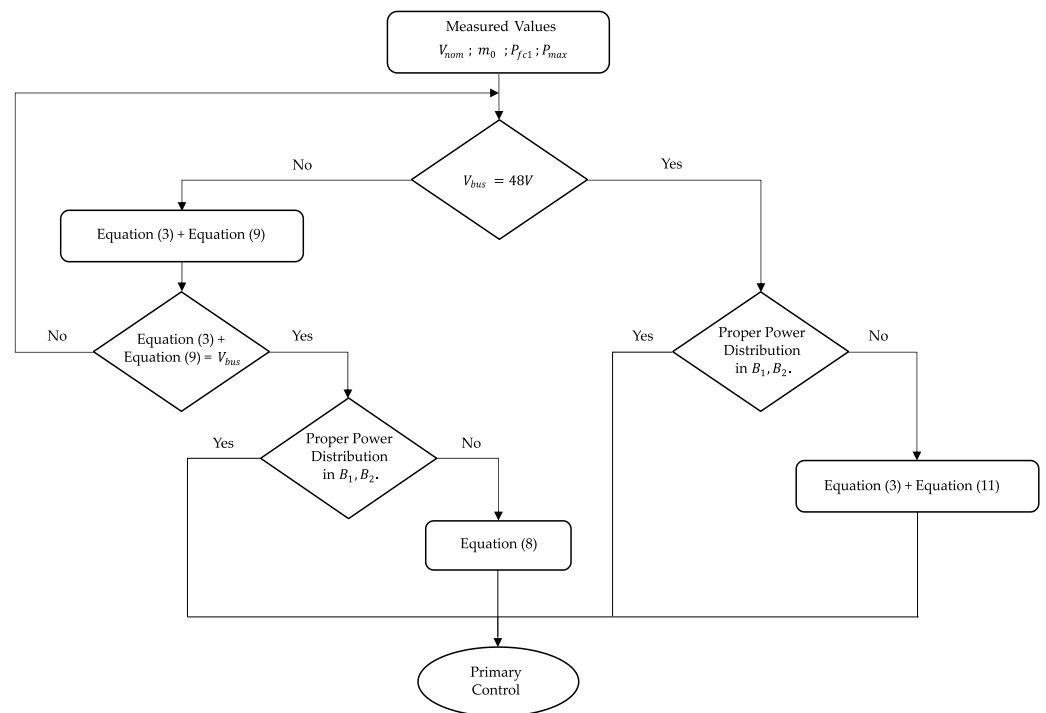 Measured Values
V_nom ; m_0 ; P_fc1 ; P_max
No
Yes
V_bus = 48V
Equation (3) + Equation (9)
No
Equation (3) +
Equation (9) = V_bus
Yes
Yes
Proper Power
Distribution
in B_1, B_2.
No
Yes
Proper Power
Distribution
in B_1, B_2.
No
Equation (3) + Equation (11)
Equation (8)
Primary
Control